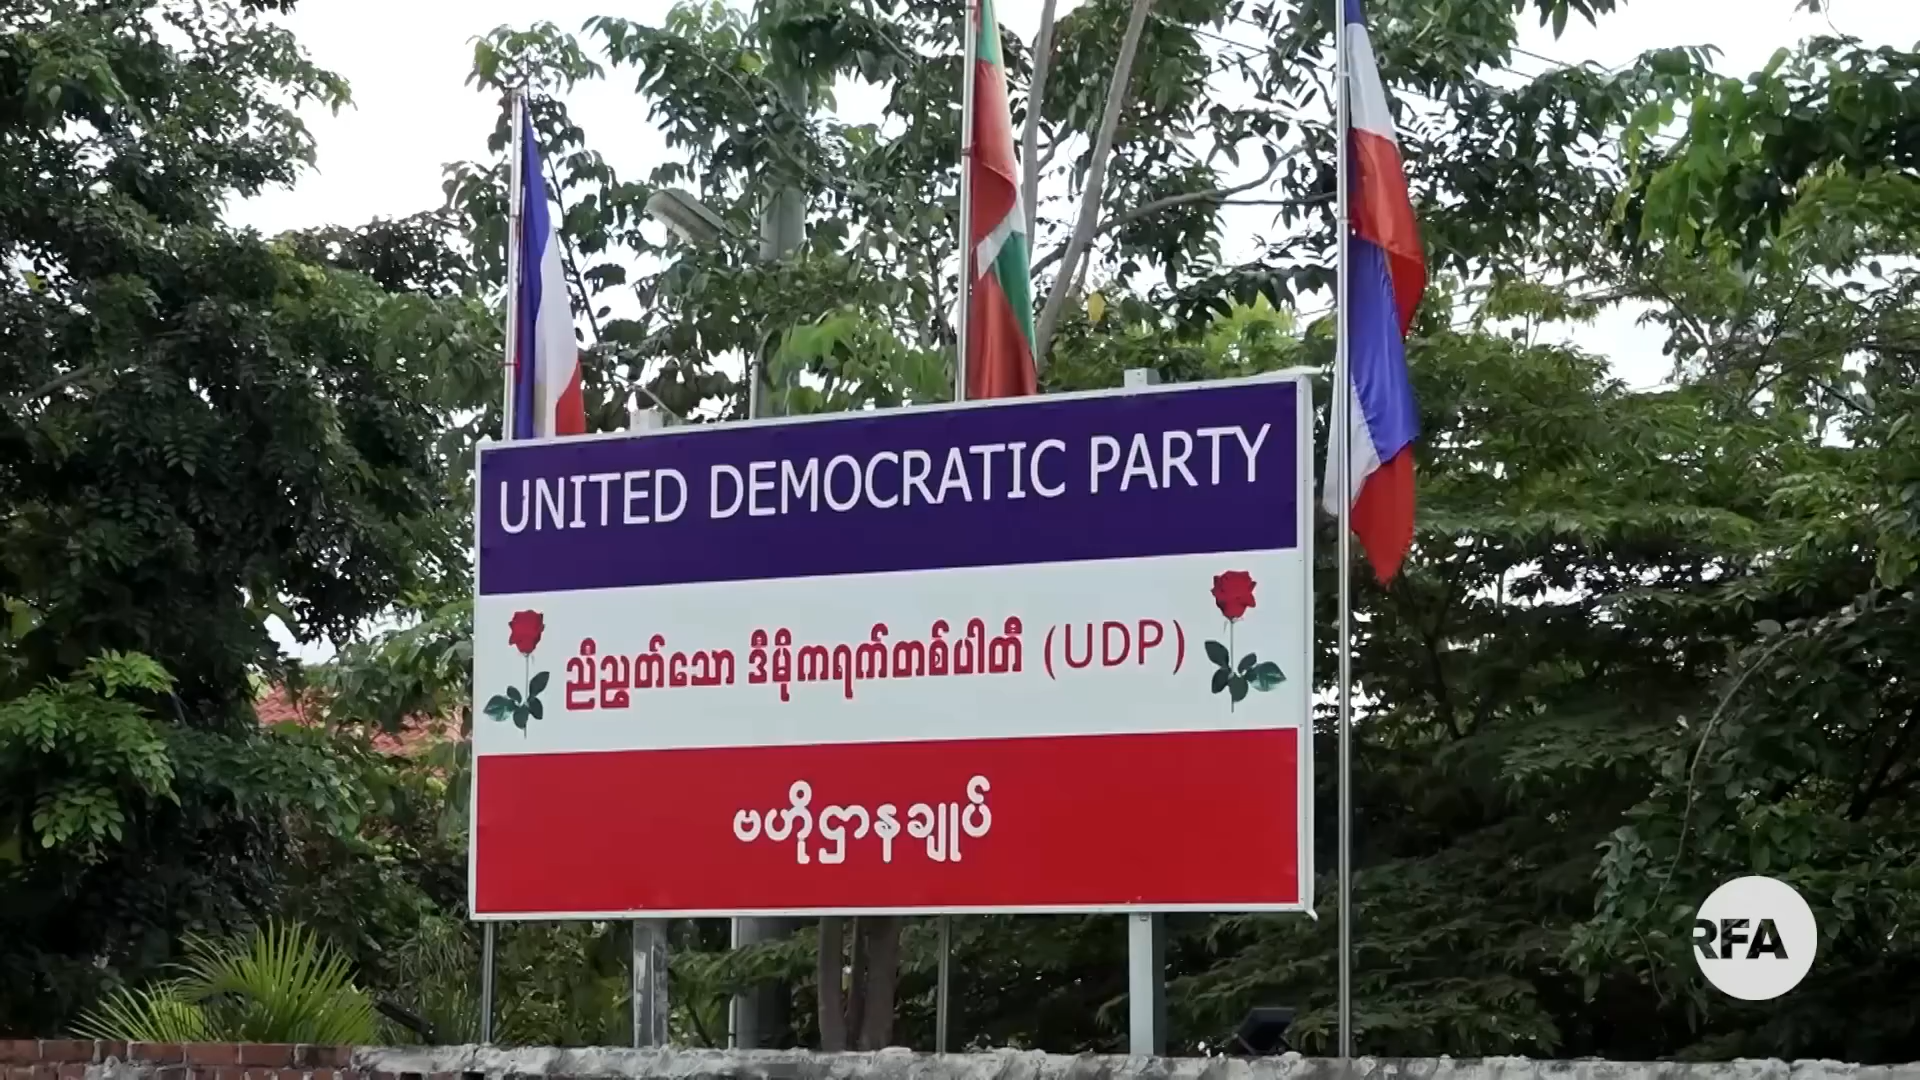 UNITED DEMOCRATIC PARTY
ညီညွတ်သော ဒီမိုကရက်တစ်ပါတီ (UDP)
ဗဟိုဌာနချုပ်
RFA